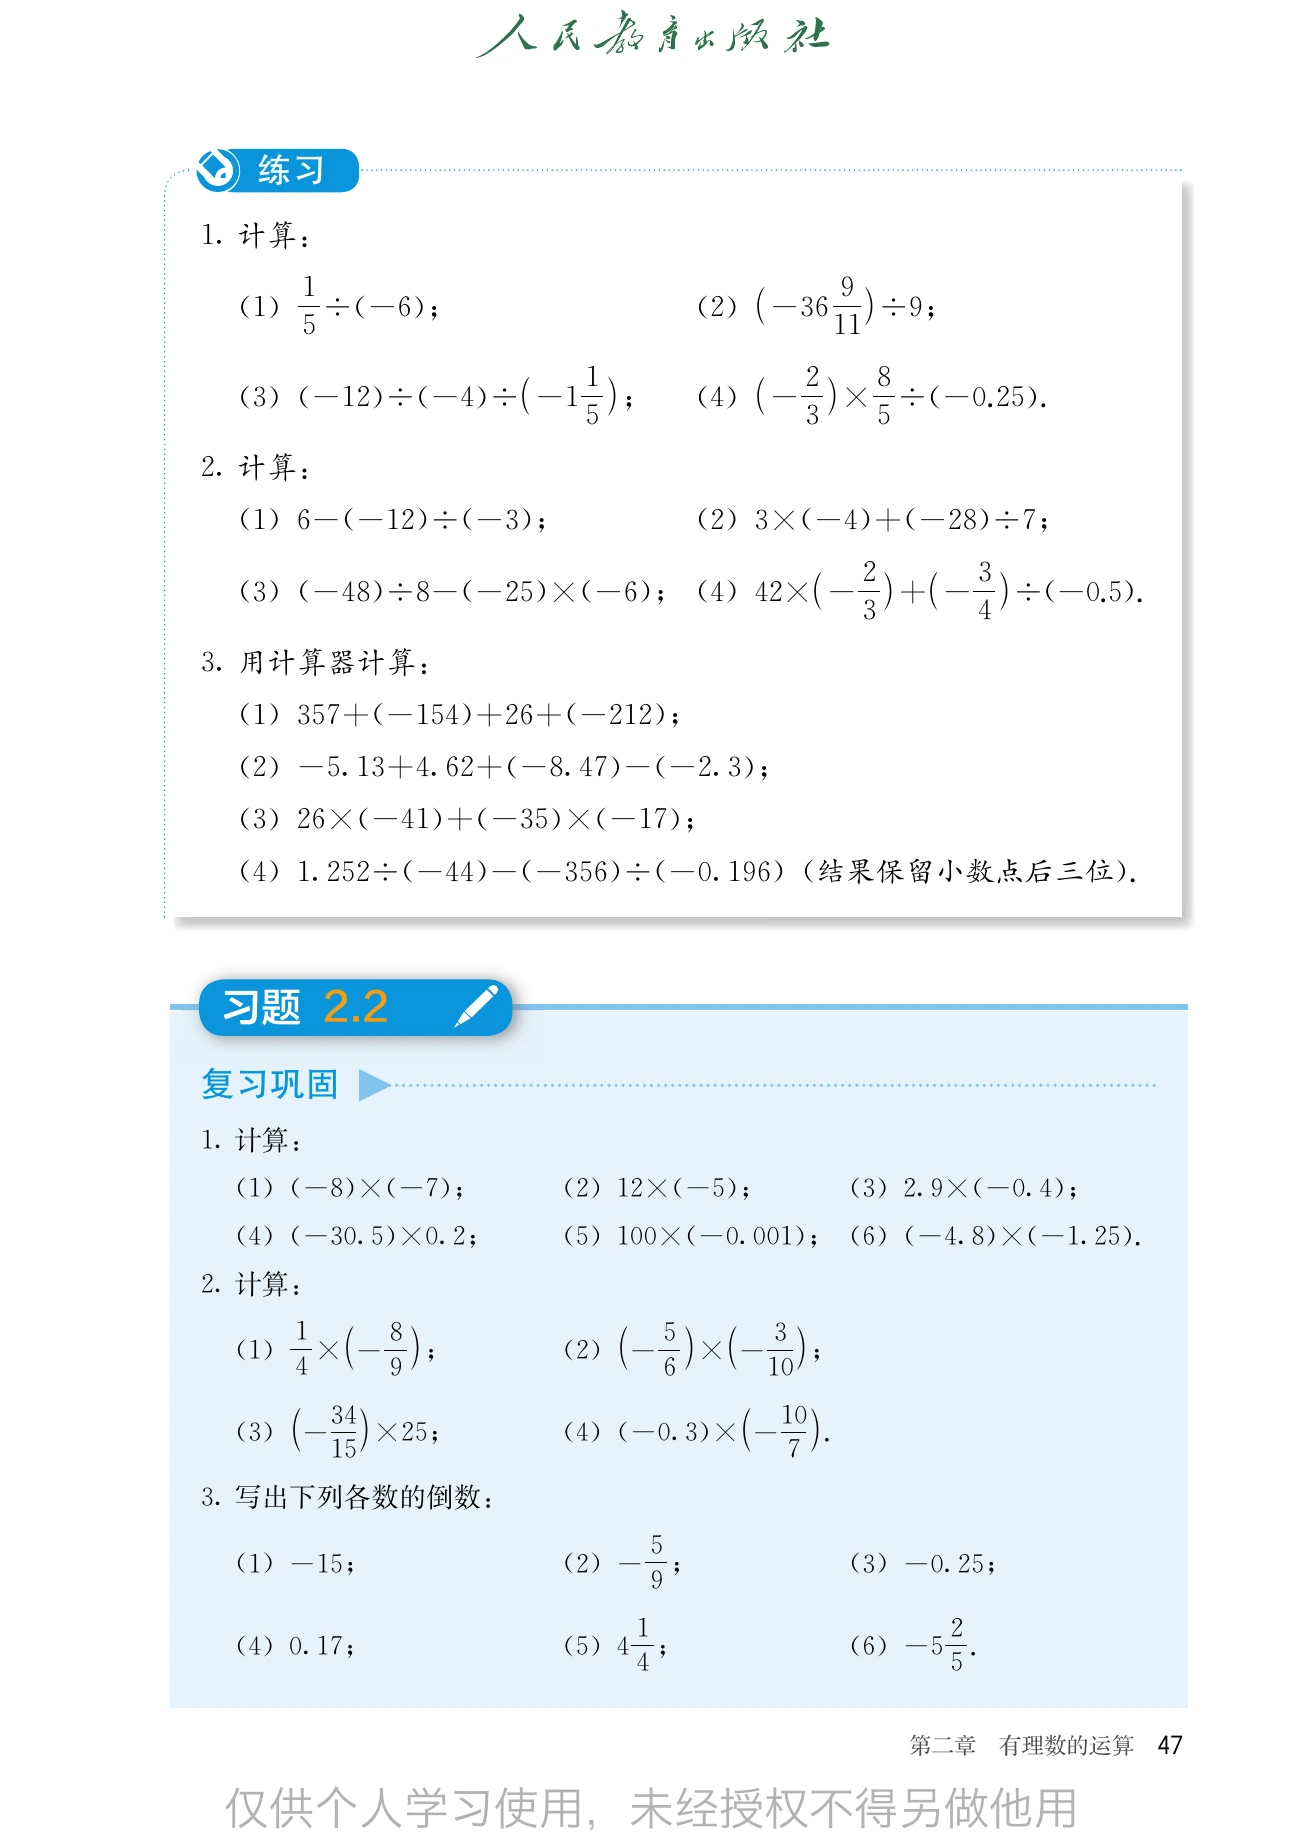 人民教育出版社
练习
1. 计算：
(1) 1/5÷(−6)； (2) (−36 9/11)÷9；
(3) (−12)÷(−4)÷(−1 1/5)； (4) (−2/3)×8/5÷(−0.25).
2. 计算：
(1) 6−(−12)÷(−3)； (2) 3×(−4)+(−28)÷7；
(3) (−48)÷8−(−25)×(−6)； (4) 42×(−2/3)+(−3/4)÷(−0.5).
3. 用计算器计算：
(1) 357+(−154)+26+(−212)；
(2) −5.13+4.62+(−8.47)−(−2.3)；
(3) 26×(−41)+(−35)×(−17)；
(4) 1.252÷(−44)−(−356)÷(−0.196)（结果保留小数点后三位).
习题 2.2
复习巩固
1. 计算：
(1) (−8)×(−7)； (2) 12×(−5)； (3) 2.9×(−0.4)；
(4) (−30.5)×0.2； (5) 100×(−0.001)； (6) (−4.8)×(−1.25).
2. 计算：
(1) 1/4×(−8/9)； (2) (−5/6)×(−3/10)；
(3) (−34/15)×25； (4) (−0.3)×(−10/7).
3. 写出下列各数的倒数：
(1) −15； (2) −5/9； (3) −0.25；
(4) 0.17； (5) 4 1/4； (6) −5 2/5.
第二章 有理数的运算 47
仅供个人学习使用，未经授权不得另做他用